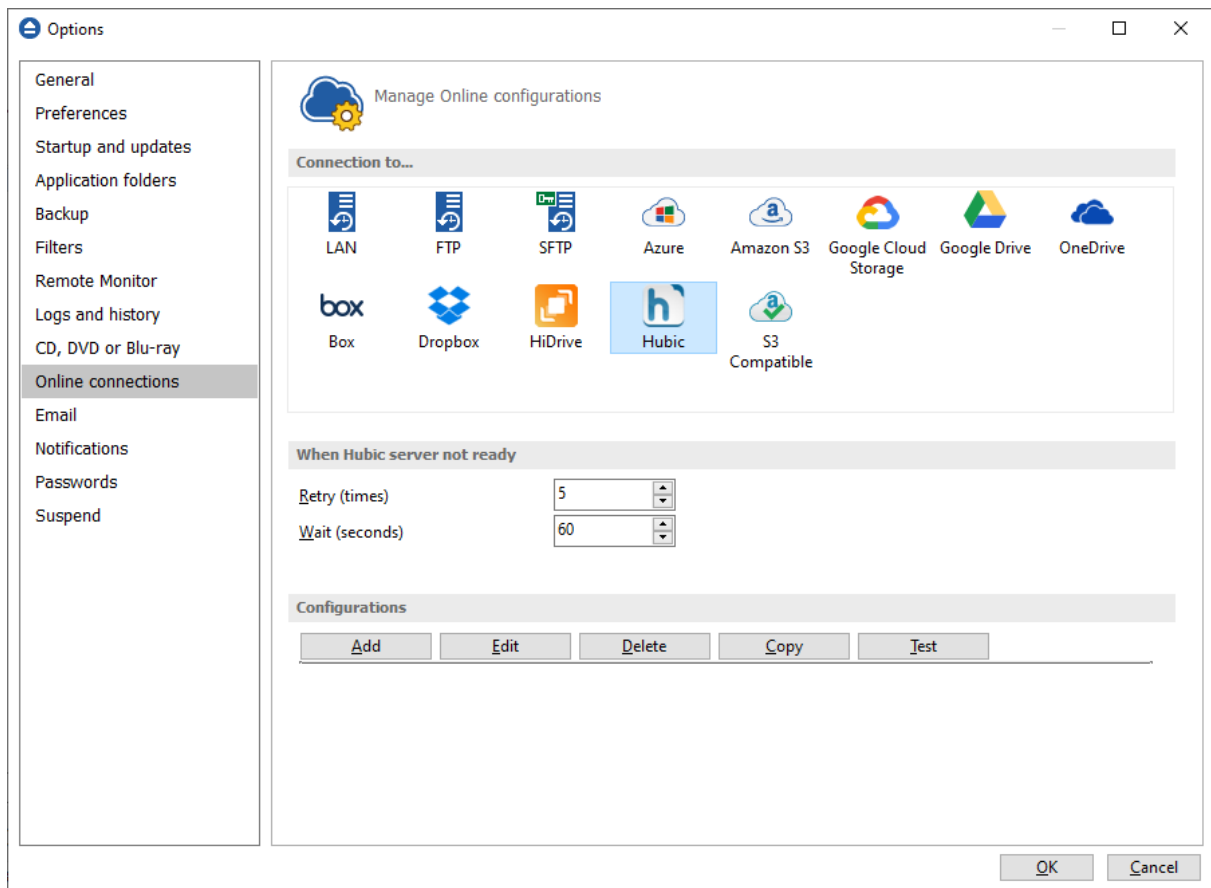 Options
General
Preferences
Startup and updates
Application folders
Backup
Filters
Remote Monitor
Logs and history
CD, DVD or Blu-ray
Online connections
Email
Notifications
Passwords
Suspend
Manage Online configurations
Connection to...
LAN
FTP
SFTP
Azure
a
Amazon S3
Google Cloud
Storage
Google Drive
OneDrive
box
Box
Dropbox
HiDrive
h
Hubic
a
S3
Compatible
When Hubic server not ready
Retry (times)
5
Wait (seconds)
60
Configurations
Add
Edit
Delete
Copy
Test
OK
Cancel